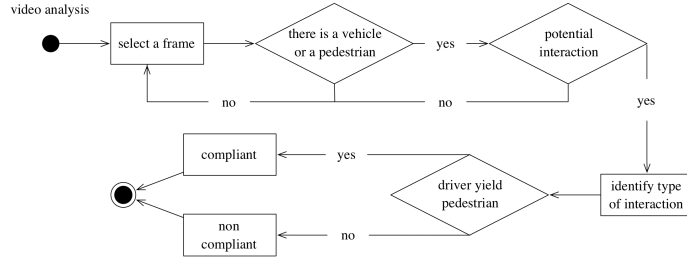 video analysis
select a frame
there is a vehicle
or a pedestrian
yes
potential
interaction
no
no
yes
compliant
yes
driver yield
pedestrian
identify type
of interaction
non
compliant
no